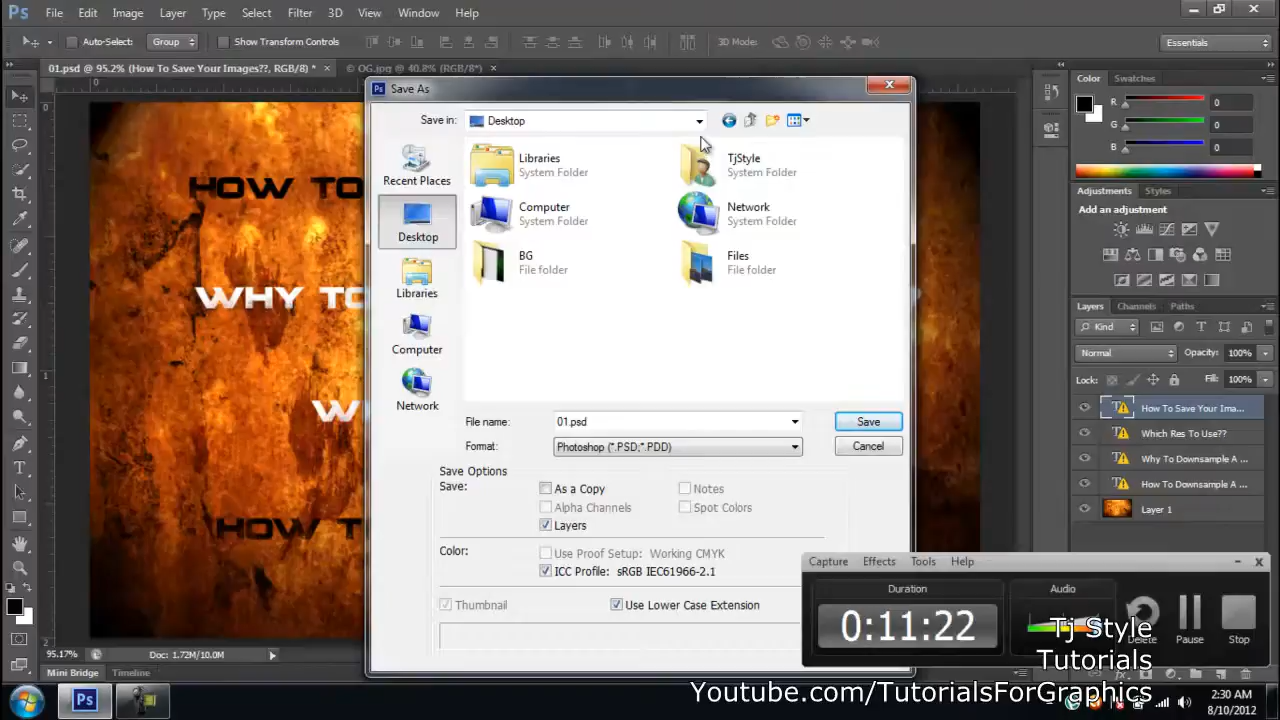 Ps File Edit Image Layer Type Select Filter 3D View Window Help
Auto-Select: Group Show Transform Controls 3D Mode: Essentials
01.psd @ 95.2% (How To Save Your Images??, RGB/8) * × © OG.jpg @ 40.8% (RGB/8*) ×
Save As
Save in: Desktop
Recent Places
Desktop
Libraries
Computer
Network
Libraries
System Folder
TjStyle
System Folder
Computer
System Folder
Network
System Folder
BG
File folder
Files
File folder
File name: 01.psd Save
Format: Photoshop (*.PSD;*.PDD) Cancel
Save Options
Save: As a Copy Notes
Alpha Channels Spot Colors
Layers
Color: Use Proof Setup: Working CMYK
ICC Profile: sRGB IEC61966-2.1
Thumbnail Use Lower Case Extension
HOW TO
WHY TO
W
HOW T
0
1
2
0
Color Swatches
R 0
G 0
B 0
Adjustments Styles
Add an adjustment
Layers Channels Paths
Kind
Normal Opacity: 100%
Lock: Fill: 100%
How To Save Your Ima...
Which Res To Use??
Why To Downsample A ...
How To Downsample A ...
Layer 1
Capture Effects Tools Help
Duration Audio
0:11:22
Delete Pause Stop
Tj Style
Tutorials
Youtube.com/TutorialsForGraphics
95.17% Doc: 1.72M/10.0M
Mini Bridge Timeline
Ps
2:30 AM
8/10/2012